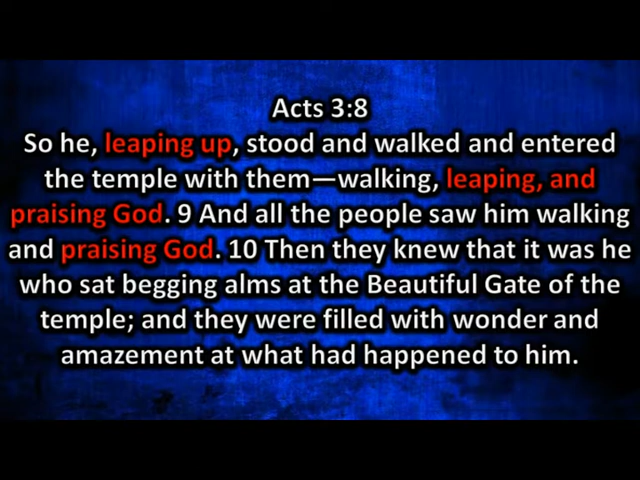 Acts 3:8
So he, leaping up, stood and walked and entered
the temple with them—walking, leaping, and
praising God. 9 And all the people saw him walking
and praising God. 10 Then they knew that it was he
who sat begging alms at the Beautiful Gate of the
temple; and they were filled with wonder and
amazement at what had happened to him.